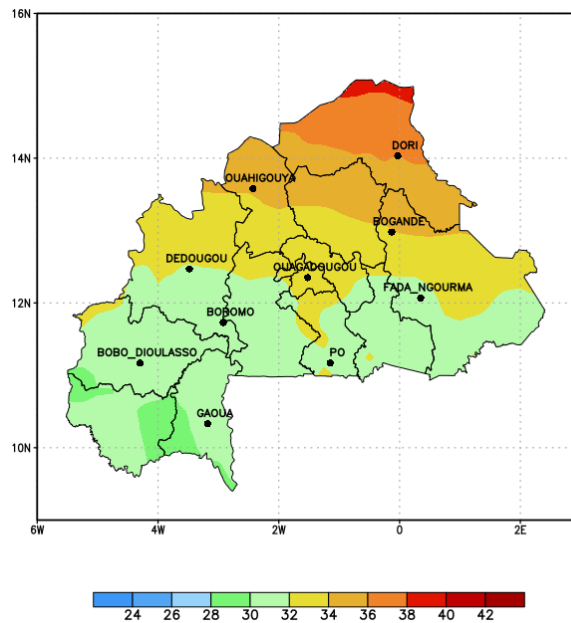 16N
14N
12N
10N
DORI
OUAHIGOUYA
BOGANDE
DEDOUGOU
OUAGADOUGOU
FADA_NGOURMA
BOROMO
BOBO_DIOULASSO
PO
GAOUA
6W 4W 2W 0 2E
24 26 28 30 32 34 36 38 40 42